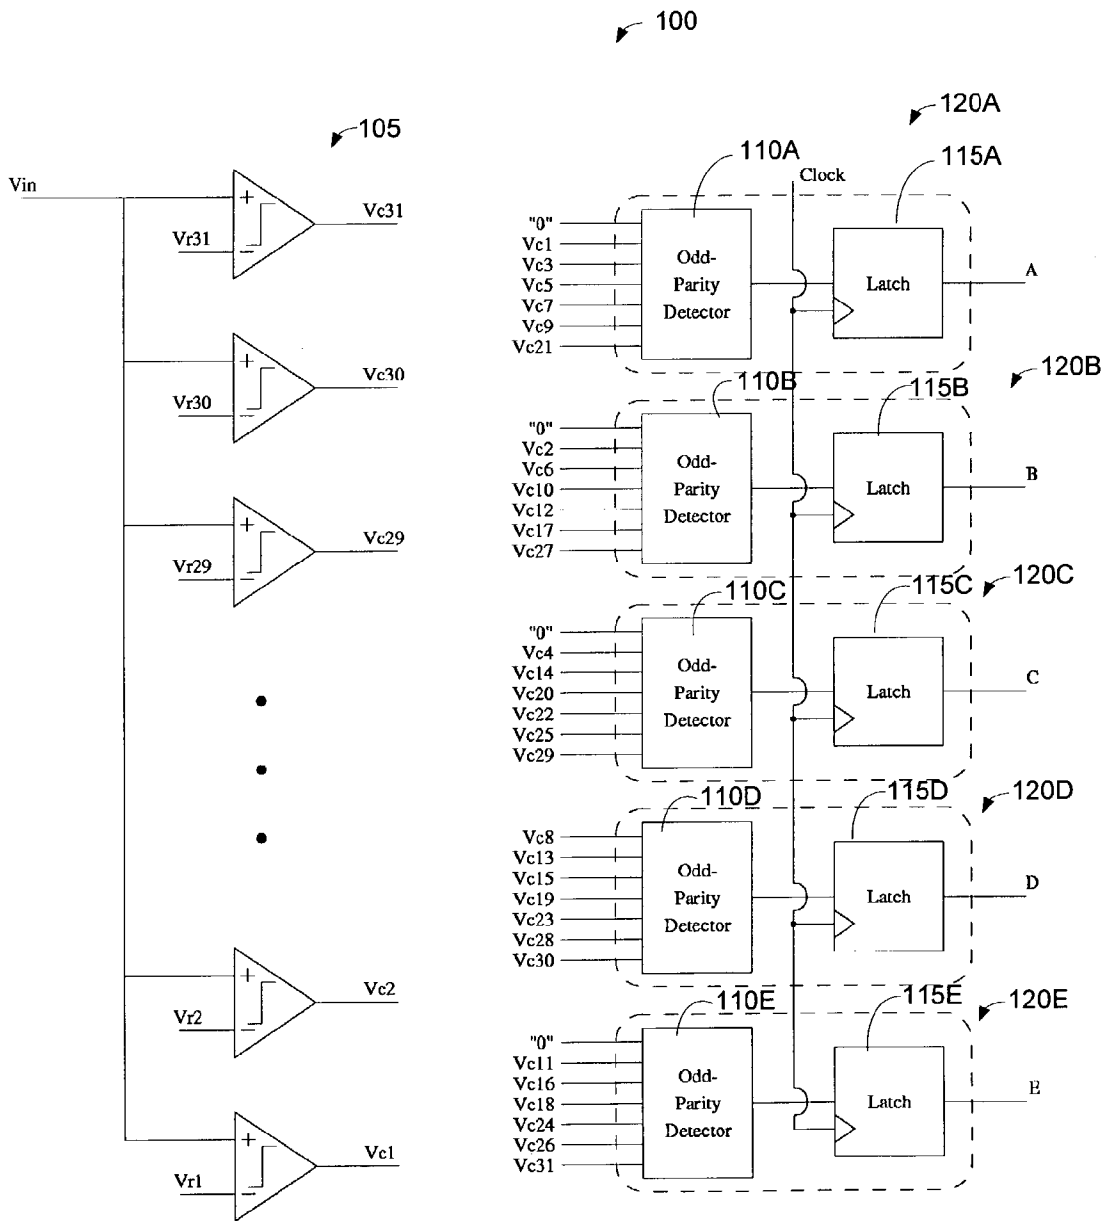 100
105
Vin
Vr31
Vc31
Vr30
Vc30
Vr29
Vc29
Vr2
Vc2
Vr1
Vc1
120A
110A
Clock
115A
"0"
Vc1
Vc3
Vc5
Vc7
Vc9
Vc21
Odd-
Parity
Detector
Latch
A
110B
115B
120B
"0"
Vc2
Vc6
Vc10
Vc12
Vc17
Vc27
Odd-
Parity
Detector
Latch
B
110C
115C
120C
"0"
Vc4
Vc14
Vc20
Vc22
Vc25
Vc29
Odd-
Parity
Detector
Latch
C
110D
115D
120D
Vc8
Vc13
Vc15
Vc19
Vc23
Vc28
Vc30
Odd-
Parity
Detector
Latch
D
110E
115E
120E
"0"
Vc11
Vc16
Vc18
Vc24
Vc26
Vc31
Odd-
Parity
Detector
Latch
E